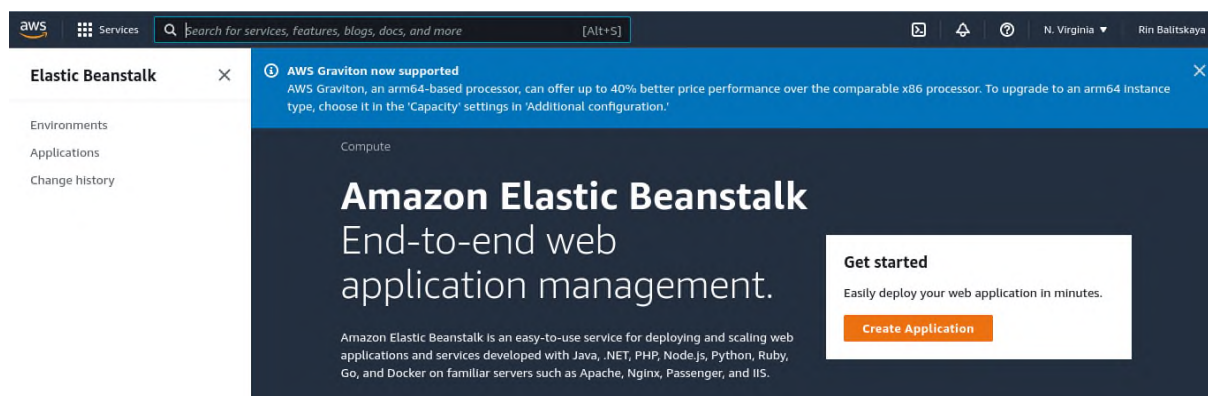 aws
Services
Search for services, features, blogs, docs, and more
[Alt+S]
N. Virginia ▼
Rin Balitskaya
Elastic Beanstalk
Environments
Applications
Change history
AWS Graviton now supported
AWS Graviton, an arm64-based processor, can offer up to 40% better price performance over the comparable x86 processor. To upgrade to an arm64 instance
type, choose it in the 'Capacity' settings in 'Additional configuration.'
Compute
Amazon Elastic Beanstalk
End-to-end web
application management.
Amazon Elastic Beanstalk is an easy-to-use service for deploying and scaling web
applications and services developed with Java, .NET, PHP, Node.js, Python, Ruby,
Go, and Docker on familiar servers such as Apache, Nginx, Passenger, and IIS.
Get started
Easily deploy your web application in minutes.
Create Application